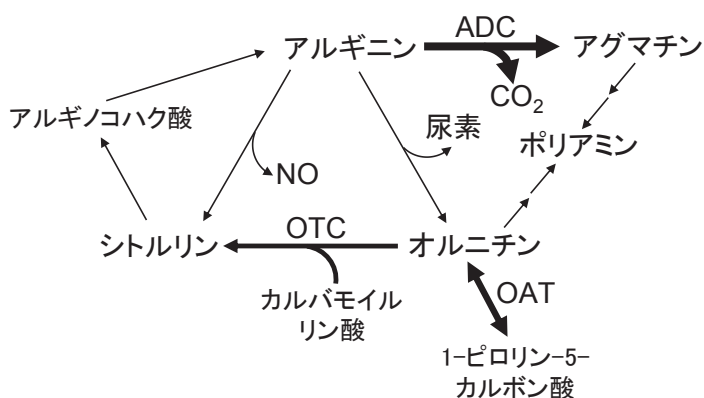 ADC
アルギニン
アグマチン
CO2
アルギノコハク酸
尿素
ポリアミン
NO
シトルリン
OTC
オルニチン
カルバモイル
リン酸
OAT
1-ピロリン-5-
カルボン酸